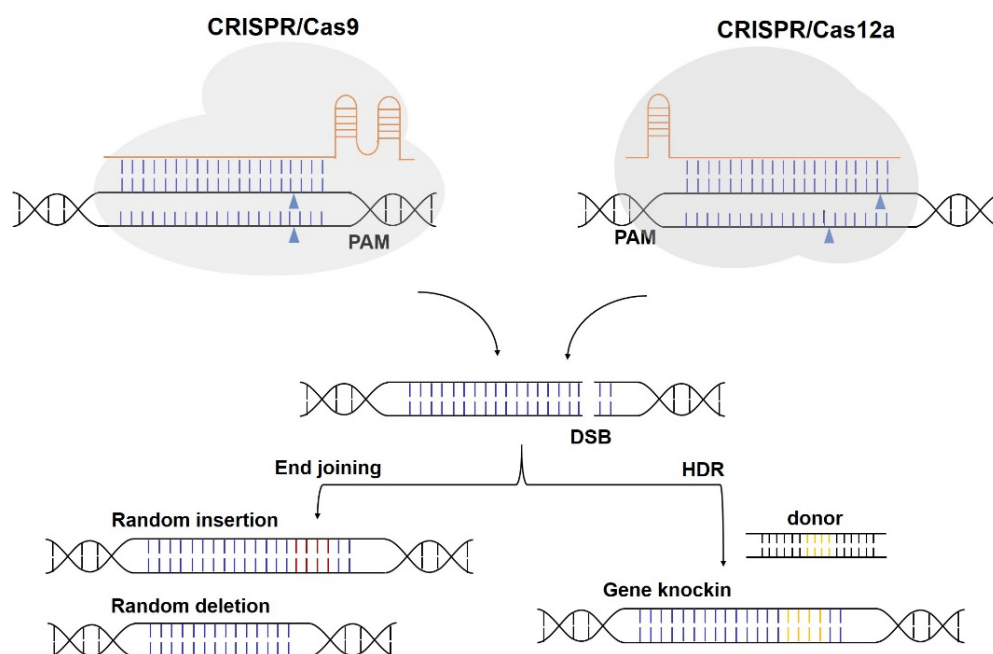 CRISPR/Cas9
CRISPR/Cas12a
PAM
PAM
DSB
End joining
HDR
Random insertion
donor
Gene knockin
Random deletion